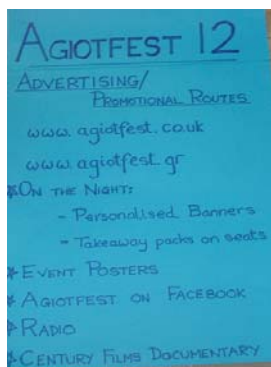 AGIOTFEST 12
ADVERTISING/
PROMOTIONAL ROUTES
www.agiotfest.co.uk
www.agiotfest.gr
* ON THE NIGHT:
- Personalised Banners
- Takeaway packs on seats
* EVENT POSTERS
* AGIOTFEST ON FACEBOOK
* RADIO
* CENTURY FILMS DOCUMENTARY